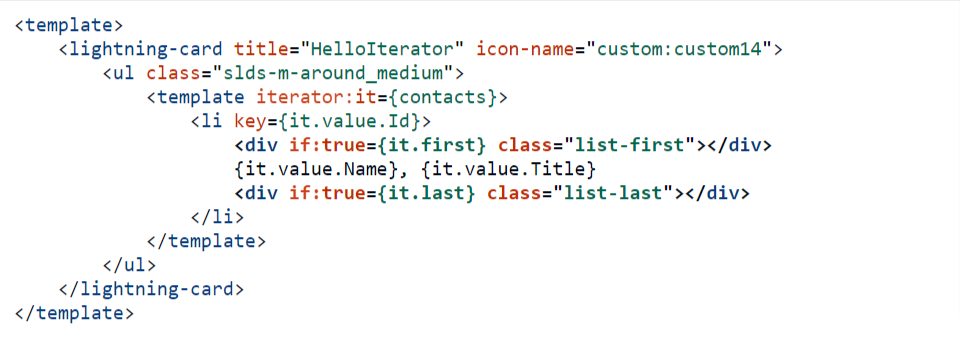 <template>
    <lightning-card title="HelloIterator" icon-name="custom:custom14">
        <ul class="slds-m-around_medium">
            <template iterator:it={contacts}>
                <li key={it.value.Id}>
                    <div if:true={it.first} class="list-first"></div>
                    {it.value.Name}, {it.value.Title}
                    <div if:true={it.last} class="list-last"></div>
                </li>
            </template>
        </ul>
    </lightning-card>
</template>